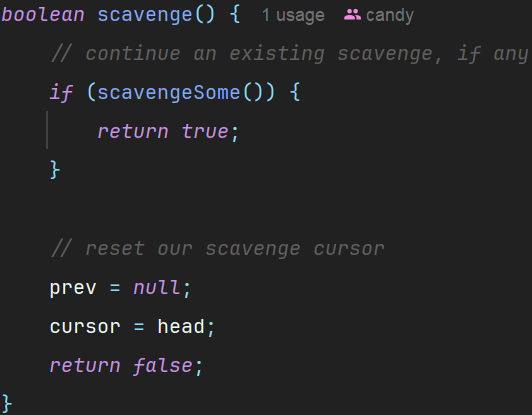 boolean scavenge() { 1 usage candy
// continue an existing scavenge, if any
if (scavengeSome()) {
return true;
}
// reset our scavenge cursor
prev = null;
cursor = head;
return false;
}